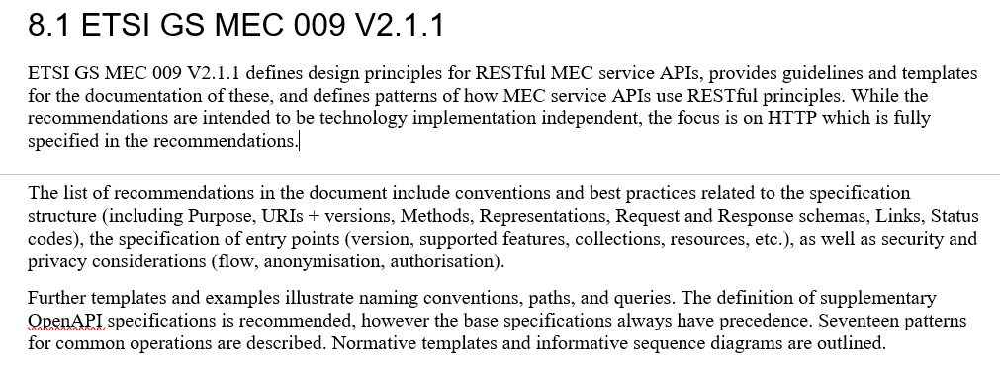 8.1 ETSI GS MEC 009 V2.1.1
ETSI GS MEC 009 V2.1.1 defines design principles for RESTful MEC service APIs, provides guidelines and templates
for the documentation of these, and defines patterns of how MEC service APIs use RESTful principles. While the
recommendations are intended to be technology implementation independent, the focus is on HTTP which is fully
specified in the recommendations.
The list of recommendations in the document include conventions and best practices related to the specification
structure (including Purpose, URIs + versions, Methods, Representations, Request and Response schemas, Links, Status
codes), the specification of entry points (version, supported features, collections, resources, etc.), as well as security and
privacy considerations (flow, anonymisation, authorisation).
Further templates and examples illustrate naming conventions, paths, and queries. The definition of supplementary
OpenAPI specifications is recommended, however the base specifications always have precedence. Seventeen patterns
for common operations are described. Normative templates and informative sequence diagrams are outlined.